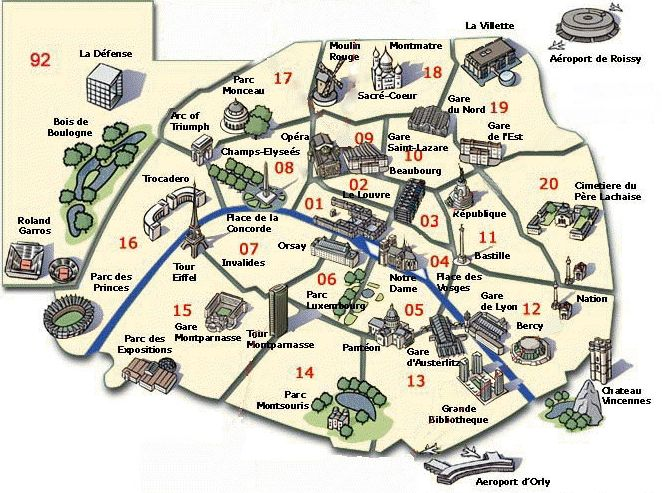 92
La Défense
Bois de
Boulogne
Roland
Garros
Parc des
Princes
Parc
Monceau
17
Arc of
Triumph
Champs-Elyseés
08
Trocadero
16
Tour
Eiffel
Place de la
Concorde
Moulin
Rouge
Montmatre
18
Sacré-Coeur
La Villette
Aéroport de Roissy
Gare
du Nord
19
Gare
de l'Est
Opéra
09
Gare
Saint-Lazare
10
02
Beaubourg
01
Le Louvre
03
République
20
Cimetiere du
Père Lachaise
11
Bastille
07
Invalides
Orsay
04
Notre
Dame
Place des
Vosges
06
Parc
Luxembourg
05
Pantéon
Gare
d'Austerlitz
Gare
de Lyon
12
Bercy
Nation
15
Gare
Montparnasse
Tour
Montparnasse
Parc des
Expositions
14
Parc
Montsouris
13
Grande
Bibliotheque
Chateau
Vincennes
Aeroport d'Orly